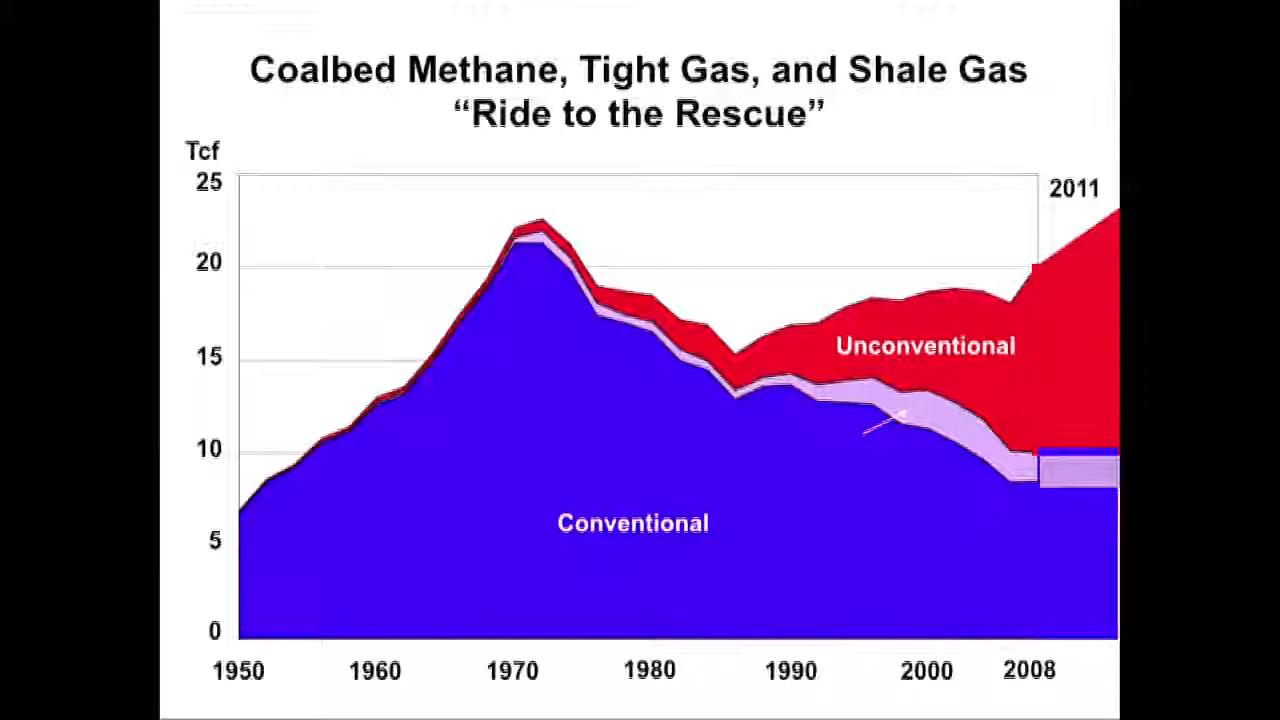 Coalbed Methane, Tight Gas, and Shale Gas
“Ride to the Rescue”
Tcf
25
2011
20
15
Unconventional
10
Conventional
5
0
1950 1960 1970 1980 1990 2000 2008